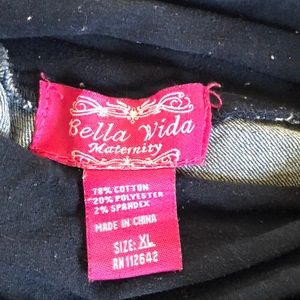 Bella Vida
Maternity
78% COTTON
20% POLYESTER
2% SPANDEX
MADE IN CHINA
SIZE: XL
RN 112642